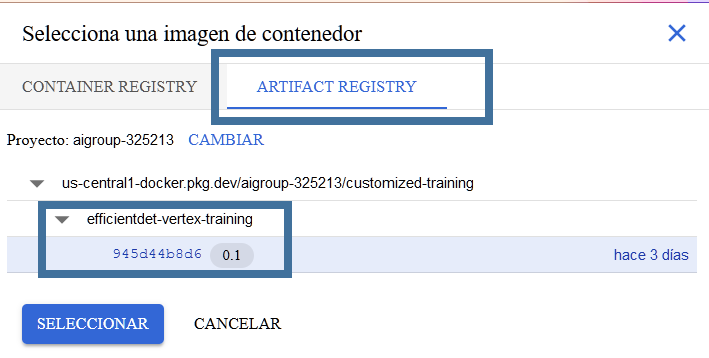 Selecciona una imagen de contenedor
CONTAINER REGISTRY ARTIFACT REGISTRY
Proyecto: aigroup-325213 CAMBIAR
us-central1-docker.pkg.dev/aigroup-325213/customized-training
efficientdet-vertex-training
945d44b8d6 0.1 hace 3 días
SELECCIONAR CANCELAR